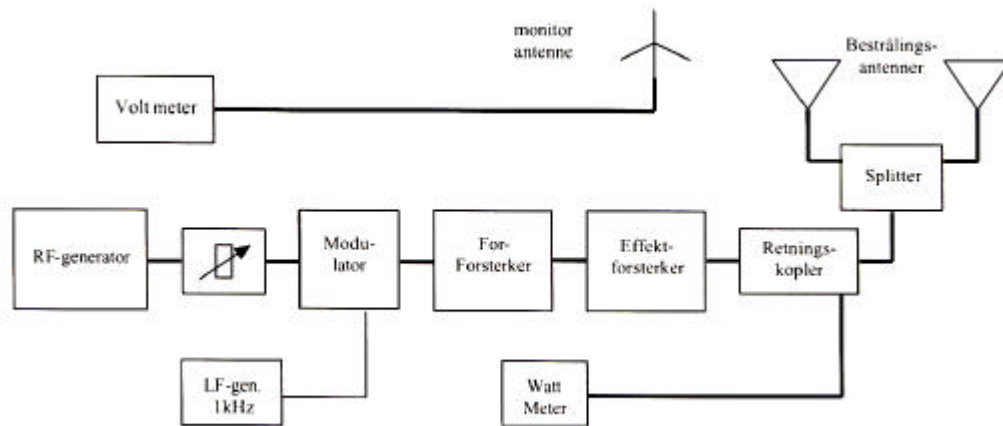 monitor
antenne
Bestrålings-
antenner
Volt meter
Splitter
RF-generator
Modu-
lator
For-
Forsterker
Effekt-
forsterker
Retnings-
kopler
LF-gen.
1kHz
Watt
Meter